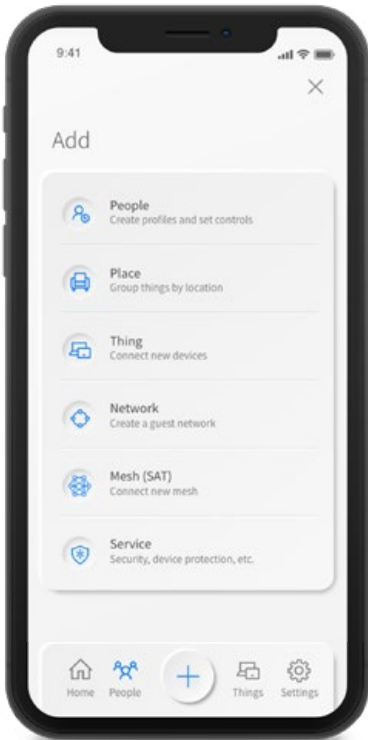 9:41
Add
People
Create profiles and set controls
Place
Group things by location
Thing
Connect new devices
Network
Create a guest network
Mesh (SAT)
Connect new mesh
Service
Security, device protection, etc.
Home People Things Settings